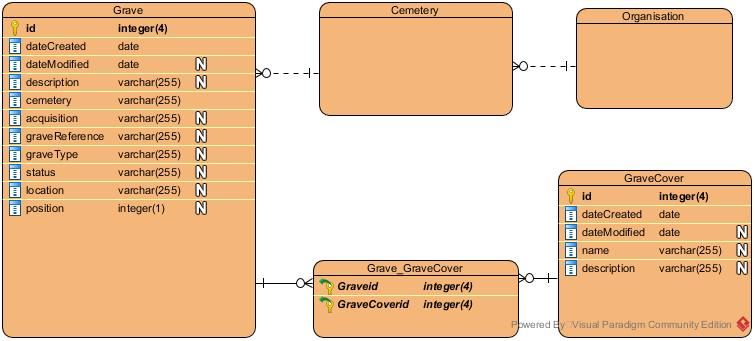 Grave
id integer(4)
dateCreated date
dateModified date N
description varchar(255) N
cemetery varchar(255)
acquisition varchar(255) N
graveReference varchar(255) N
graveType varchar(255) N
status varchar(255) N
location varchar(255) N
position integer(1) N
Cemetery
Organisation
Grave_GraveCover
Graveid integer(4)
GraveCoverid integer(4)
GraveCover
id integer(4)
dateCreated date
dateModified date N
name varchar(255) N
description varchar(255) N
Powered By Visual Paradigm Community Edition